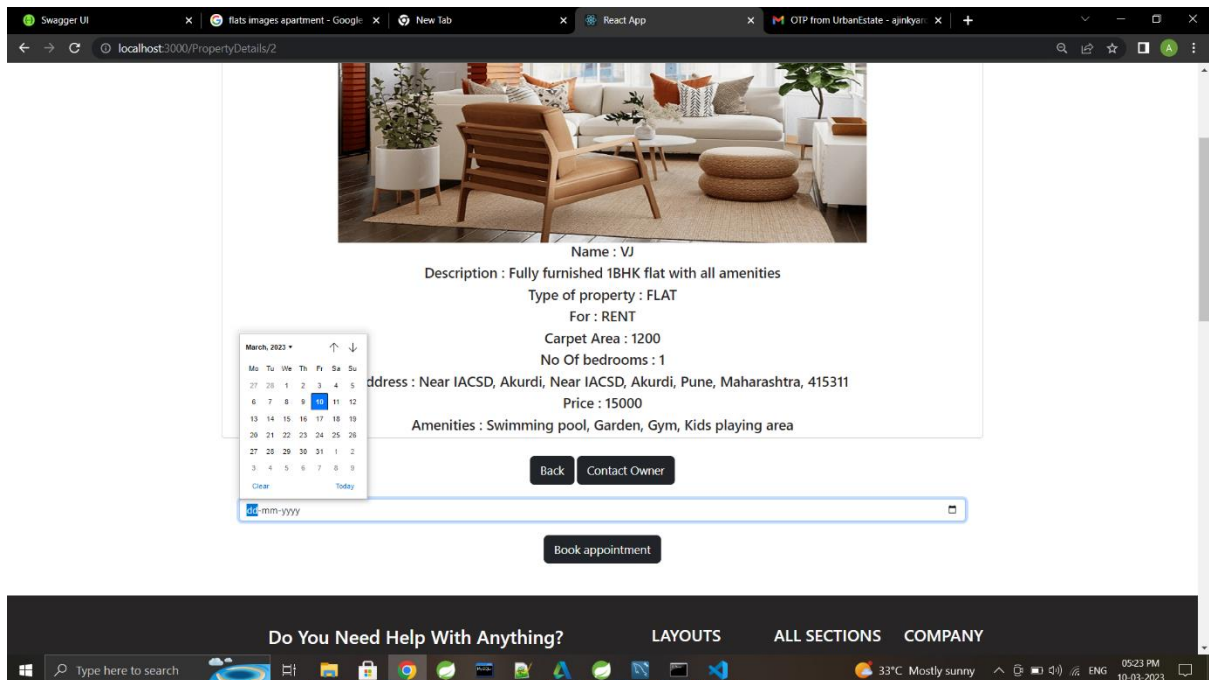 Swagger UI
flats images apartment - Google
New Tab
React App
OTP from UrbanEstate - ajinkyar
localhost:3000/PropertyDetails/2
A
Name : VJ
Description : Fully furnished 1BHK flat with all amenities
Type of property : FLAT
For : RENT
Carpet Area : 1200
No Of bedrooms : 1
ddress : Near IACSD, Akurdi, Near IACSD, Akurdi, Pune, Maharashtra, 415311
Price : 15000
Amenities : Swimming pool, Garden, Gym, Kids playing area
March, 2023
Mo Tu We Th Fr Sa Su
27 28 1 2 3 4 5
6 7 8 9 10 11 12
13 14 15 16 17 18 19
20 21 22 23 24 25 26
27 28 29 30 31 1 2
3 4 5 6 7 8 9
Clear Today
Back Contact Owner
dd-mm-yyyy
Book appointment
Do You Need Help With Anything? LAYOUTS ALL SECTIONS COMPANY
Type here to search
33°C Mostly sunny ENG 05:23 PM
10-03-2023